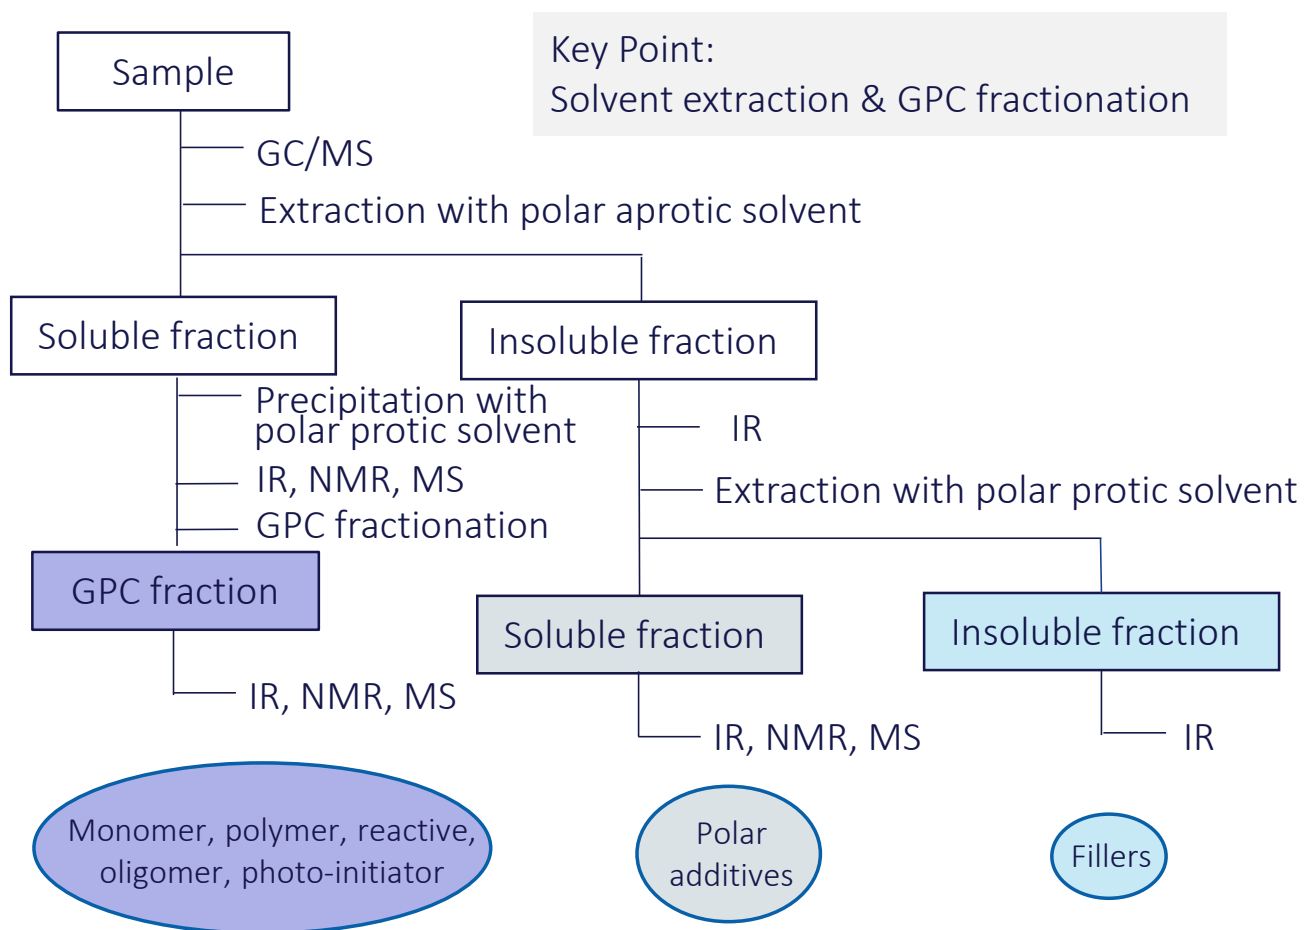 Sample
Key Point:
Solvent extraction & GPC fractionation
GC/MS
Extraction with polar aprotic solvent
Soluble fraction
Insoluble fraction
Precipitation with
polar protic solvent
IR
IR, NMR, MS
Extraction with polar protic solvent
GPC fractionation
GPC fraction
Soluble fraction
Insoluble fraction
IR, NMR, MS
IR, NMR, MS
IR
Monomer, polymer, reactive,
oligomer, photo-initiator
Polar
additives
Fillers